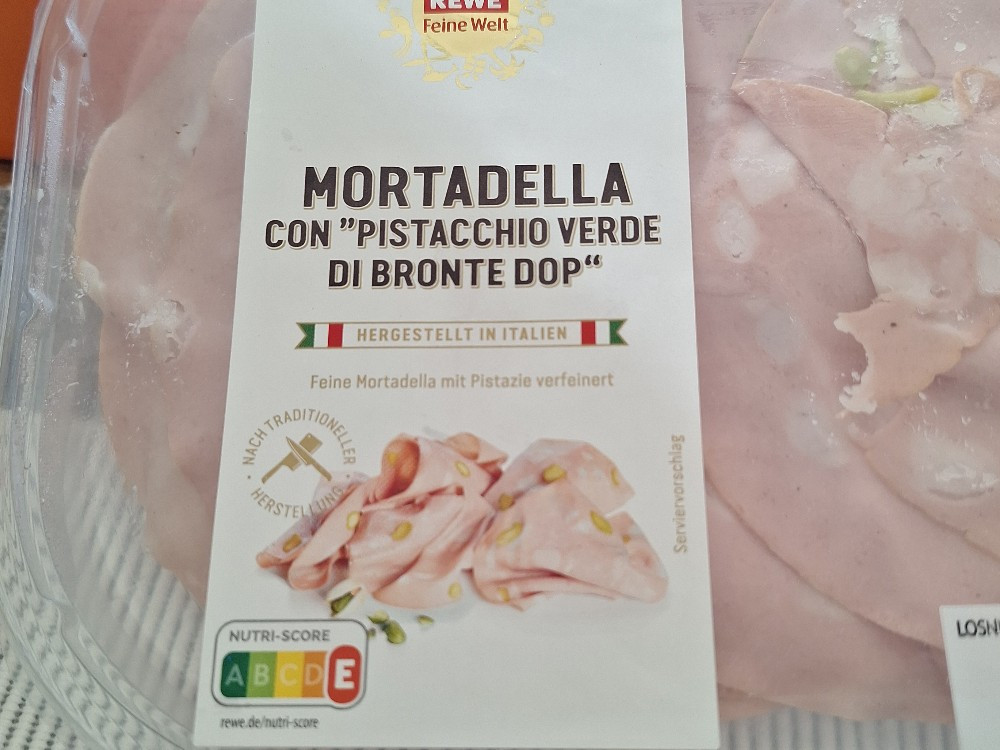 REWE
Feine Welt
MORTADELLA
CON "PISTACCHIO VERDE
DI BRONTE DOP“
HERGESTELLT IN ITALIEN
Feine Mortadella mit Pistazie verfeinert
· NACH TRADITIONELLER ·
HERSTELLUNG
Serviervorschlag
NUTRI-SCORE
A B C D E
rewe.de/nutri-score